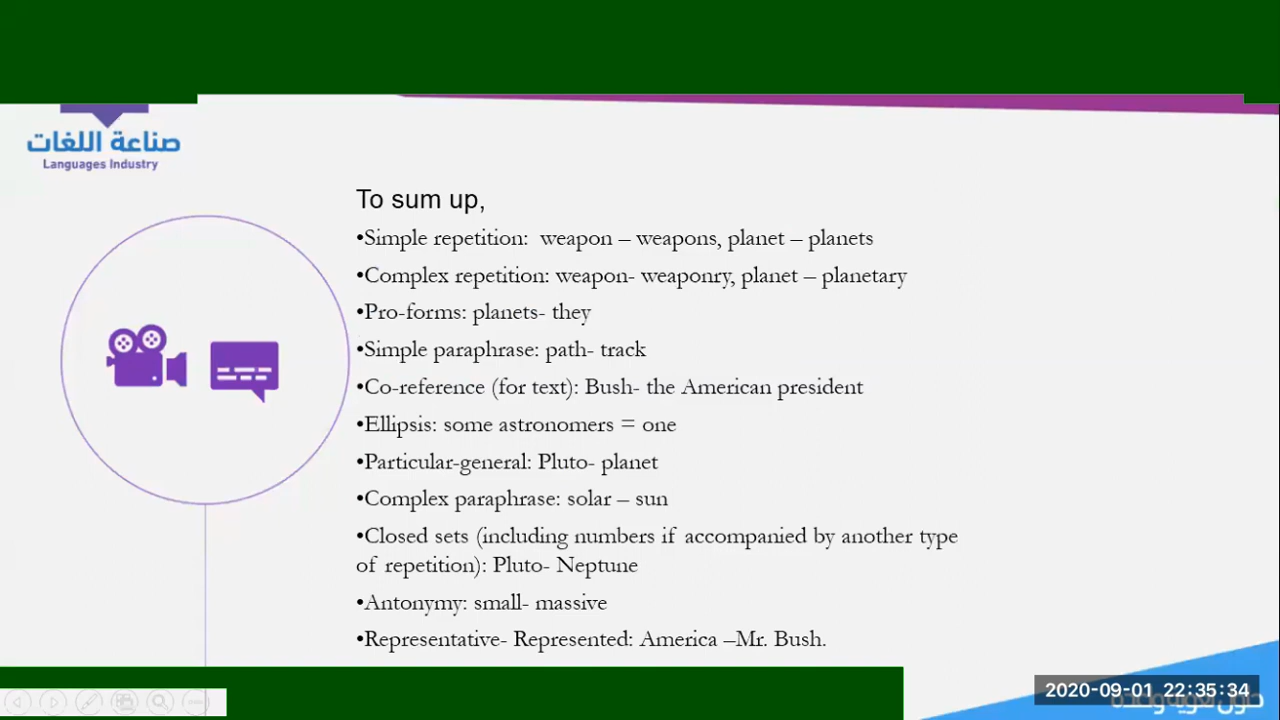 صناعة اللغات
Languages Industry
To sum up,
•Simple repetition:  weapon – weapons, planet – planets
•Complex repetition: weapon- weaponry, planet – planetary
•Pro-forms: planets- they
•Simple paraphrase: path- track
•Co-reference (for text): Bush- the American president
•Ellipsis: some astronomers = one
•Particular-general: Pluto- planet
•Complex paraphrase: solar – sun
•Closed sets (including numbers if accompanied by another type
of repetition): Pluto- Neptune
•Antonymy: small- massive
•Representative- Represented: America –Mr. Bush.
2020-09-01 22:35:34